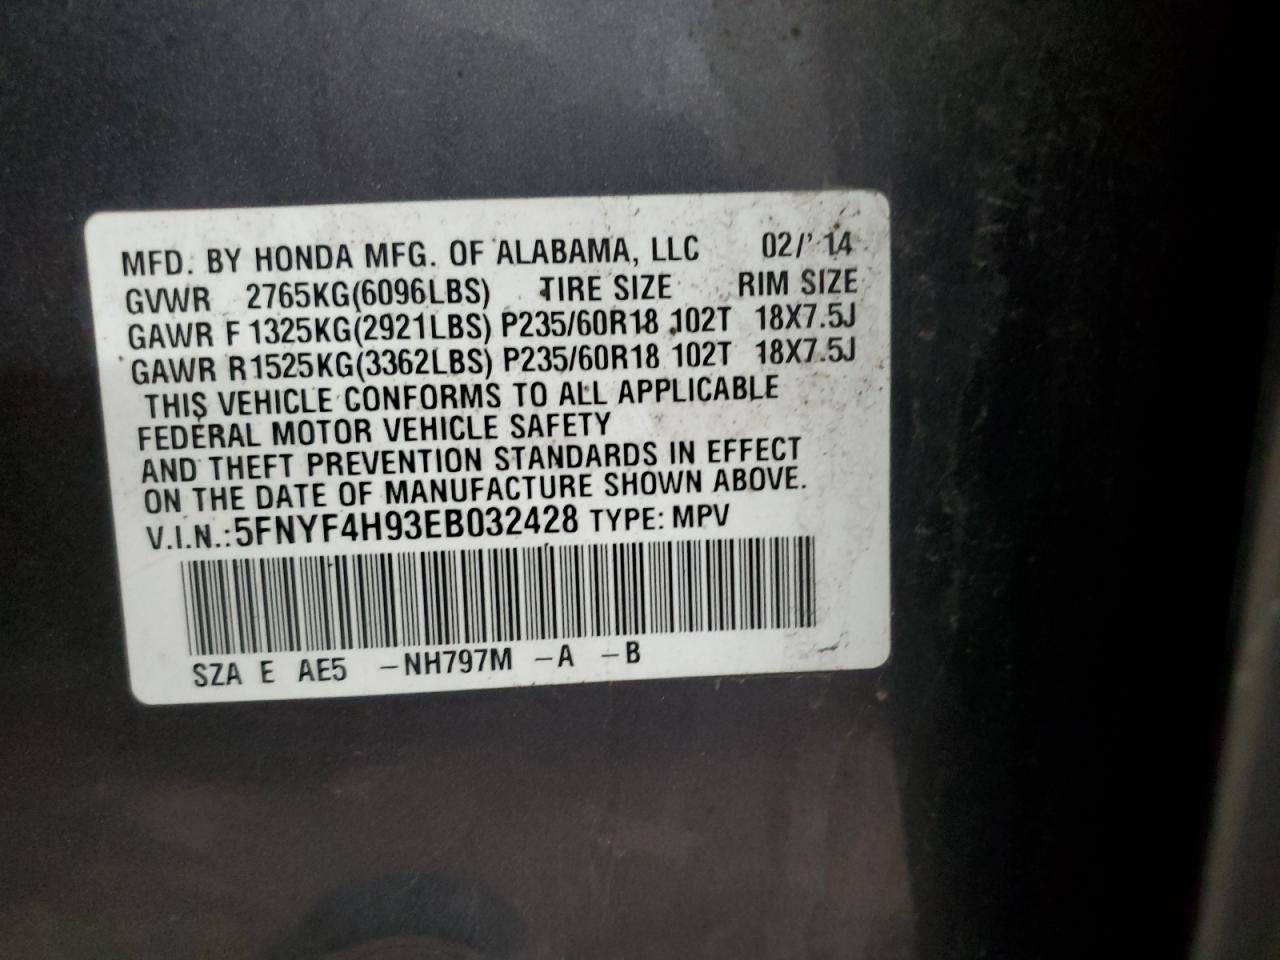 MFD. BY HONDA MFG. OF ALABAMA, LLC 02/'14
GVWR 2765KG(6096LBS) TIRE SIZE RIM SIZE
GAWR F 1325KG(2921LBS) P235/60R18 102T 18X7.5J
GAWR R 1525KG(3362LBS) P235/60R18 102T 18X7.5J
THIS VEHICLE CONFORMS TO ALL APPLICABLE
FEDERAL MOTOR VEHICLE SAFETY
AND THEFT PREVENTION STANDARDS IN EFFECT
ON THE DATE OF MANUFACTURE SHOWN ABOVE.
V.I.N.:5FNYF4H93EB032428 TYPE: MPV
SZA E AE5 -NH797M -A -B